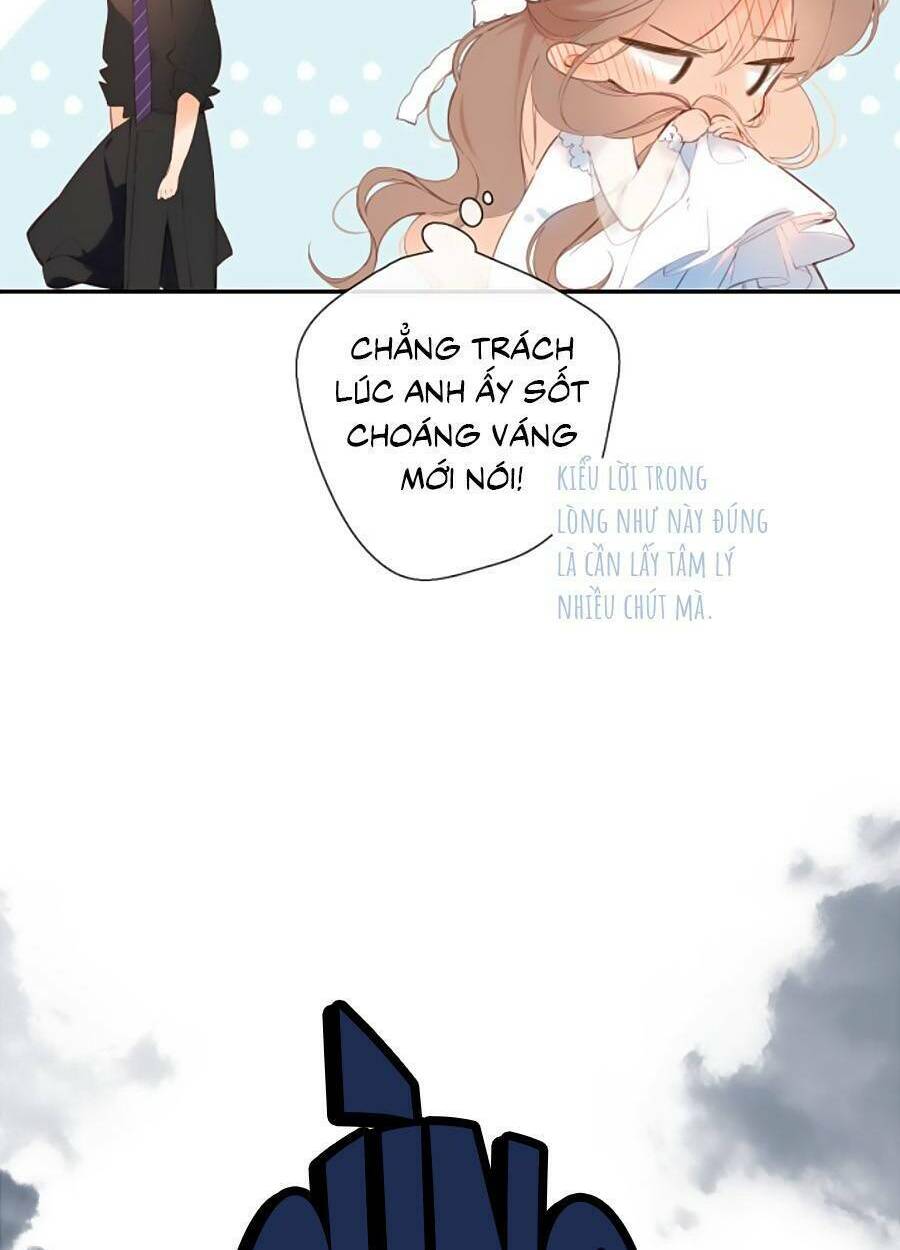 CHẲNG TRÁCH
LÚC ANH ẤY SỐT
CHOÁNG VÁNG
MỚI NÓI!
KIỂU LỜI TRONG
LÒNG NHƯ NÀY ĐÚNG
LÀ CẦN LẤY TÂM LÝ
NHIỀU CHÚT MÀ.